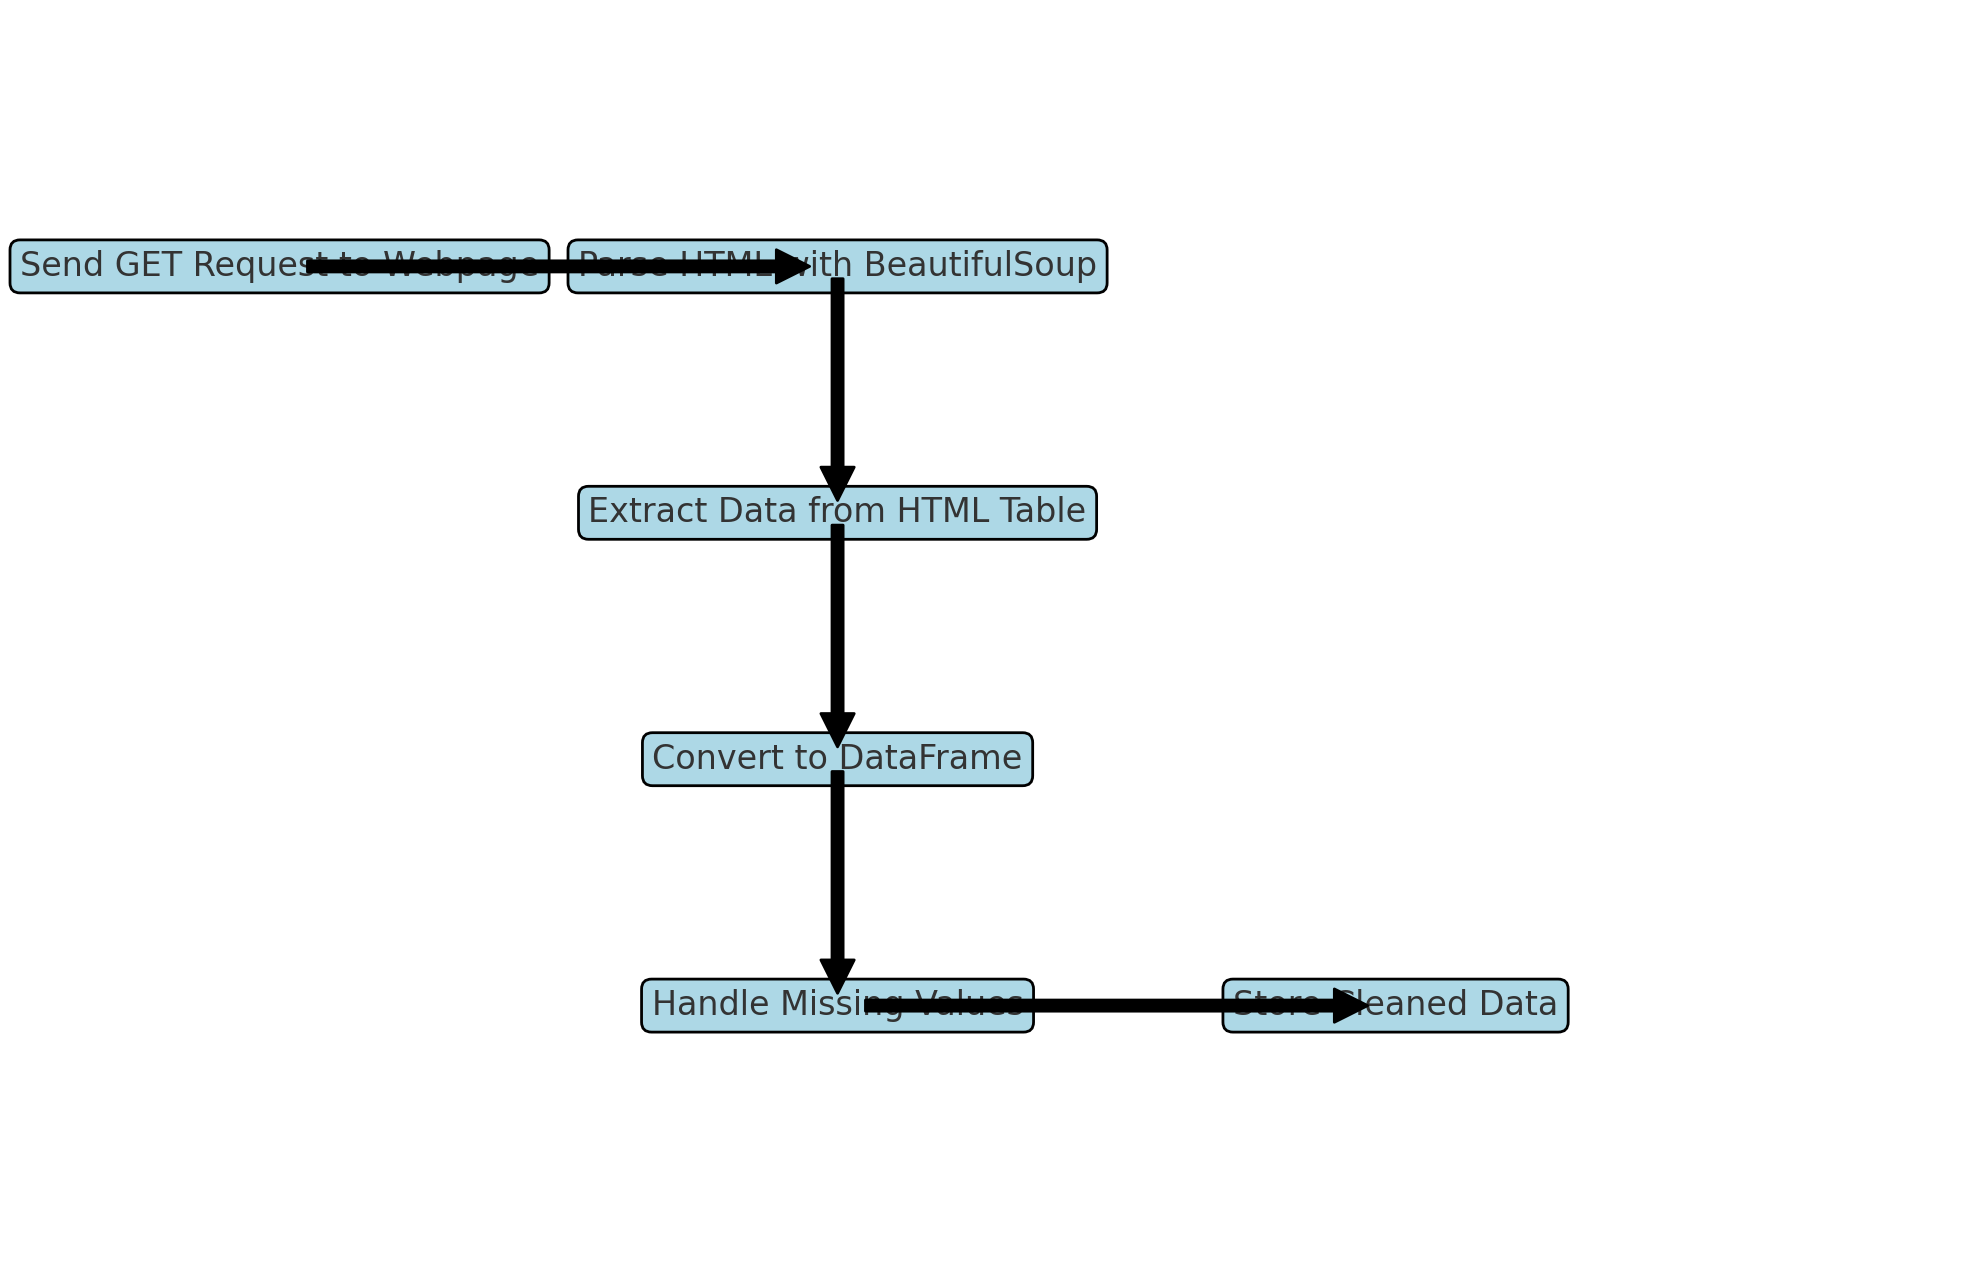 Send GET Request to Webpage
Parse HTML with BeautifulSoup
Extract Data from HTML Table
Convert to DataFrame
Handle Missing Values
Store Cleaned Data